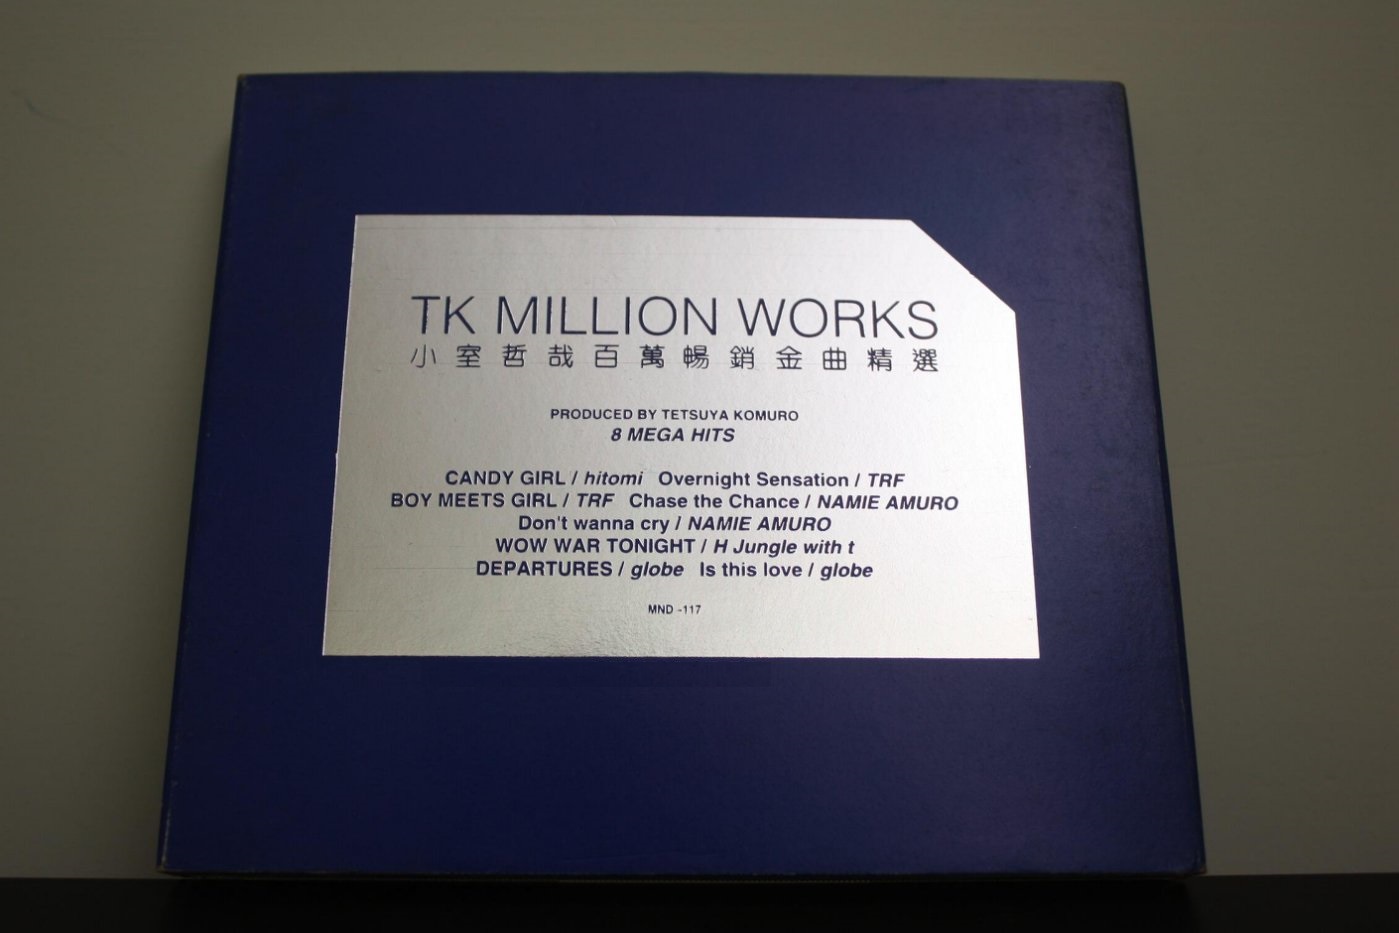 TK MILLION WORKS
小室哲哉百萬暢銷金曲精選
PRODUCED BY TETSUYA KOMURO
8 MEGA HITS
CANDY GIRL / hitomi Overnight Sensation / TRF
BOY MEETS GIRL / TRF Chase the Chance / NAMIE AMURO
Don't wanna cry / NAMIE AMURO
WOW WAR TONIGHT / H Jungle with t
DEPARTURES / globe Is this love / globe
MND -117